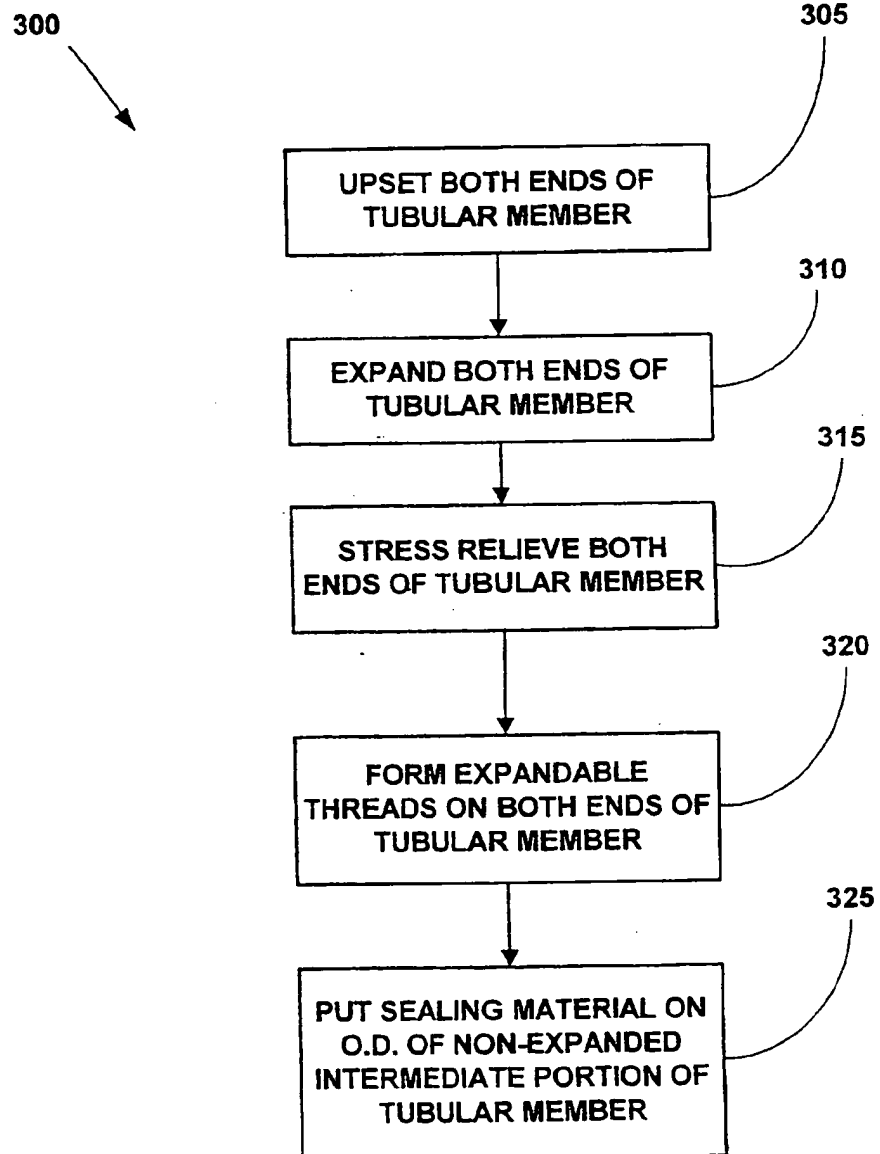 300
305
UPSET BOTH ENDS OF
TUBULAR MEMBER
310
EXPAND BOTH ENDS OF
TUBULAR MEMBER
315
STRESS RELIEVE BOTH
ENDS OF TUBULAR MEMBER
320
FORM EXPANDABLE
THREADS ON BOTH ENDS OF
TUBULAR MEMBER
325
PUT SEALING MATERIAL ON
O.D. OF NON-EXPANDED
INTERMEDIATE PORTION OF
TUBULAR MEMBER